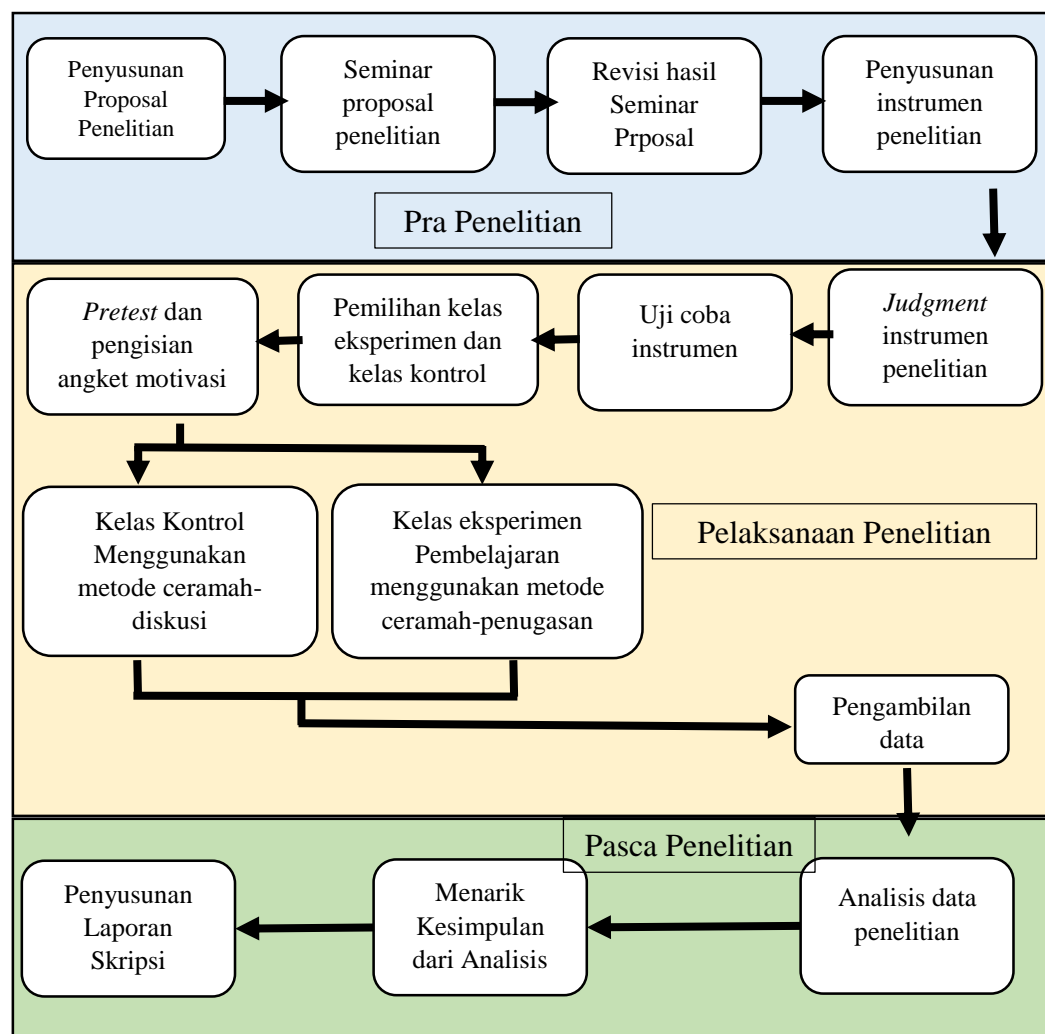 Penyusunan
Proposal
Penelitian
Seminar
proposal
penelitian
Revisi hasil
Seminar
Prposal
Penyusunan
instrumen
penelitian
Pra Penelitian
Judgment
instrumen
penelitian
Uji coba
instrumen
Pemilihan kelas
eksperimen dan
kelas kontrol
Pretest dan
pengisian
angket motivasi
Kelas Kontrol
Menggunakan
metode ceramah-
diskusi
Kelas eksperimen
Pembelajaran
menggunakan metode
ceramah-penugasan
Pelaksanaan Penelitian
Pengambilan
data
Pasca Penelitian
Analisis data
penelitian
Menarik
Kesimpulan
dari Analisis
Penyusunan
Laporan
Skripsi